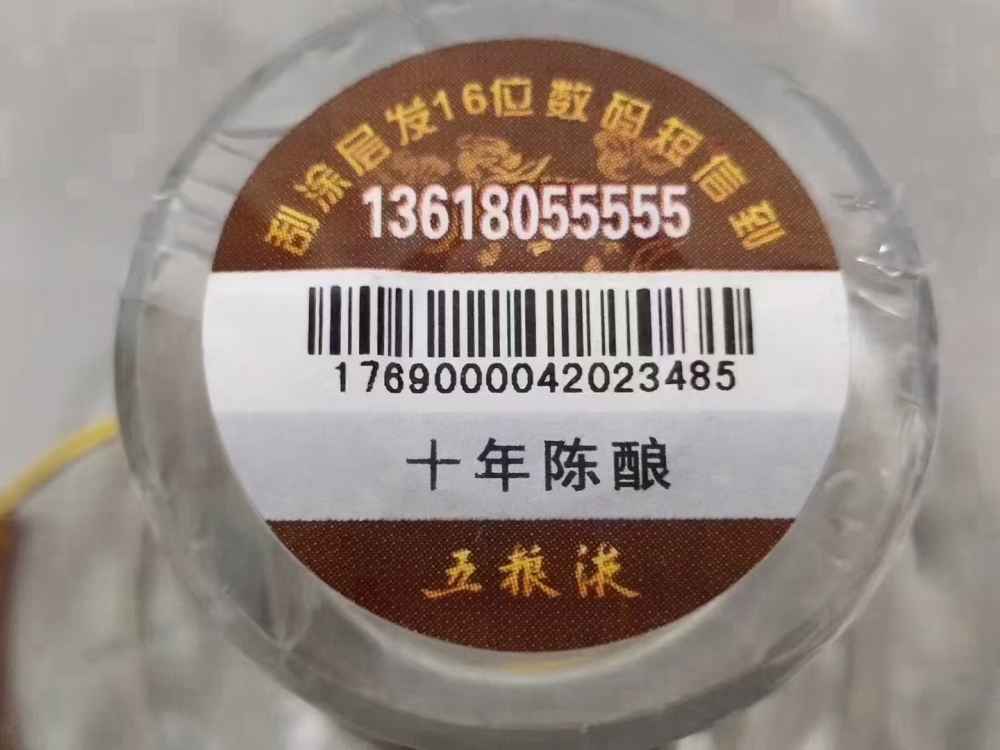 刮涂层发16位数码短信到
13618055555
1769000042023485
十年陈酿
五粮液